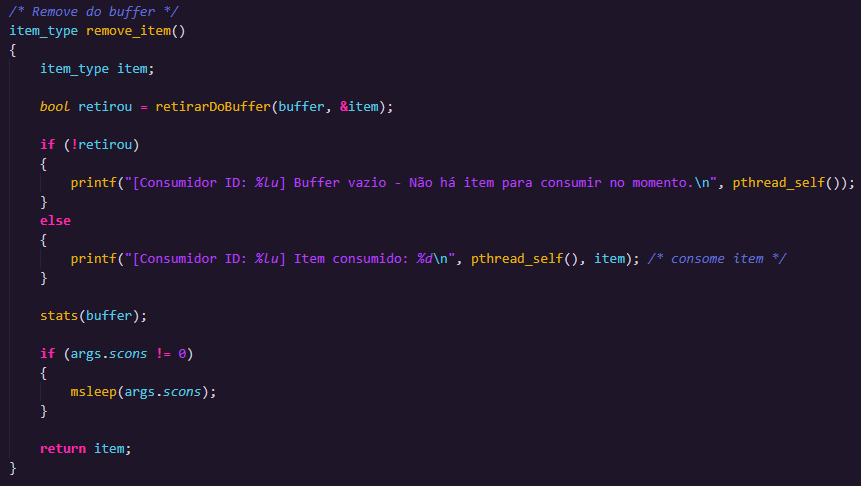 /* Remove do buffer */
item_type remove_item()
{
    item_type item;

    bool retirou = retirarDoBuffer(buffer, &item);

    if (!retirou)
    {
        printf("[Consumidor ID: %lu] Buffer vazio - Não há item para consumir no momento.\n", pthread_self());
    }
    else
    {
        printf("[Consumidor ID: %lu] Item consumido: %d\n", pthread_self(), item); /* consome item */
    }

    stats(buffer);

    if (args.scons != 0)
    {
        msleep(args.scons);
    }

    return item;
}